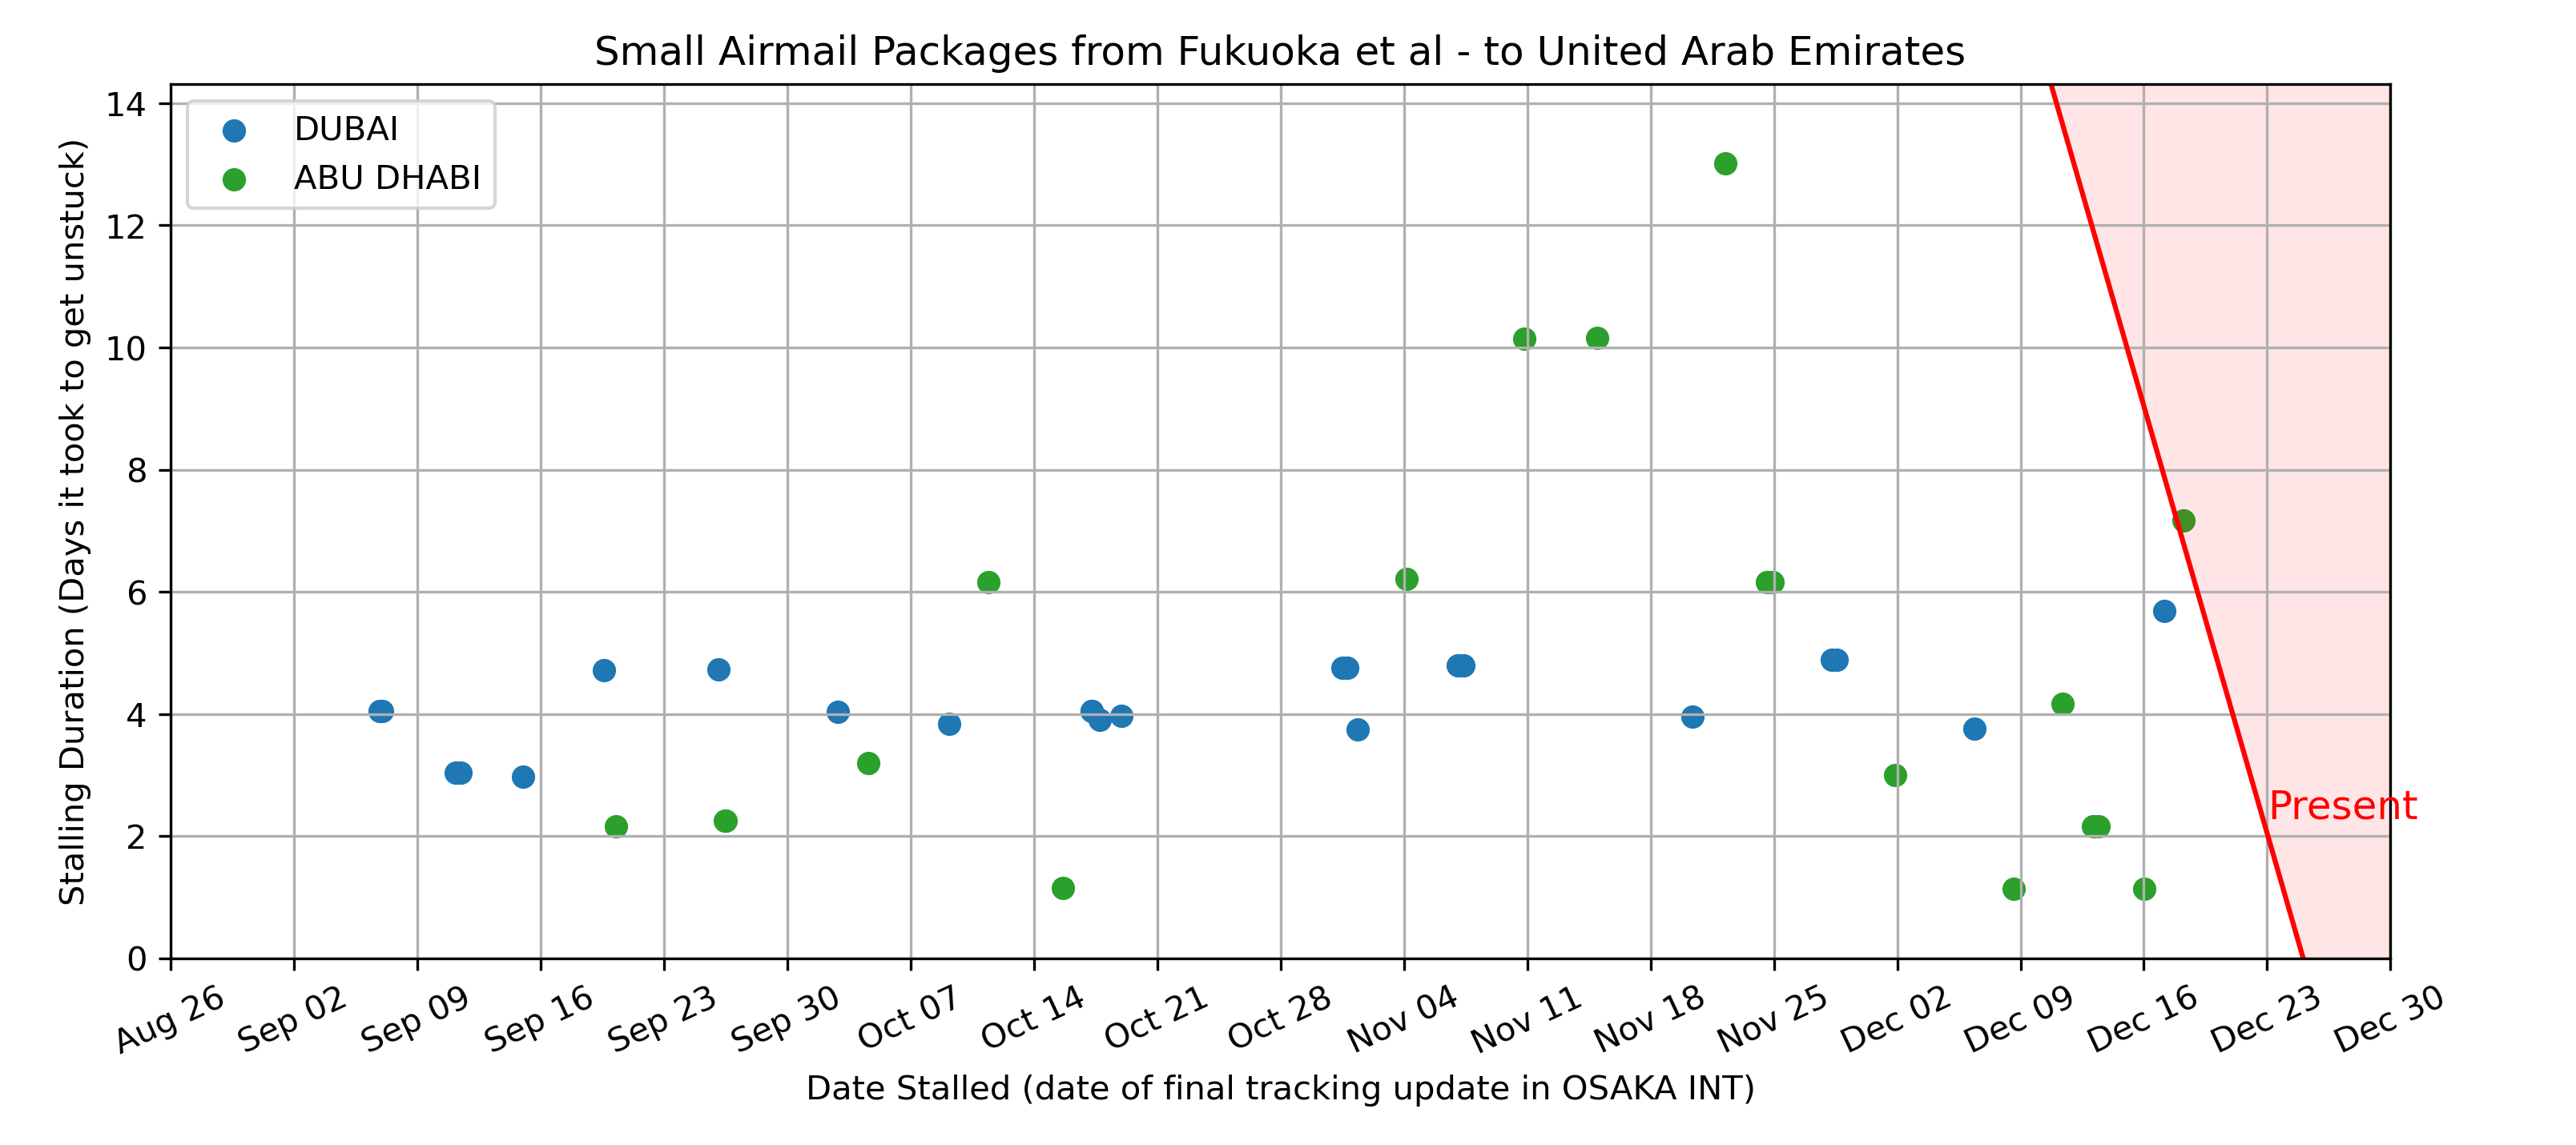 Small Airmail Packages from Fukuoka et al - to United Arab Emirates
DUBAI
ABU DHABI
Stalling Duration (Days it took to get unstuck)
14
12
10
8
6
4
2
0
Present
Aug 26
Sep 02
Sep 09
Sep 16
Sep 23
Sep 30
Oct 07
Oct 14
Oct 21
Oct 28
Nov 04
Nov 11
Nov 18
Nov 25
Dec 02
Dec 09
Dec 16
Dec 23
Dec 30
Date Stalled (date of final tracking update in OSAKA INT)